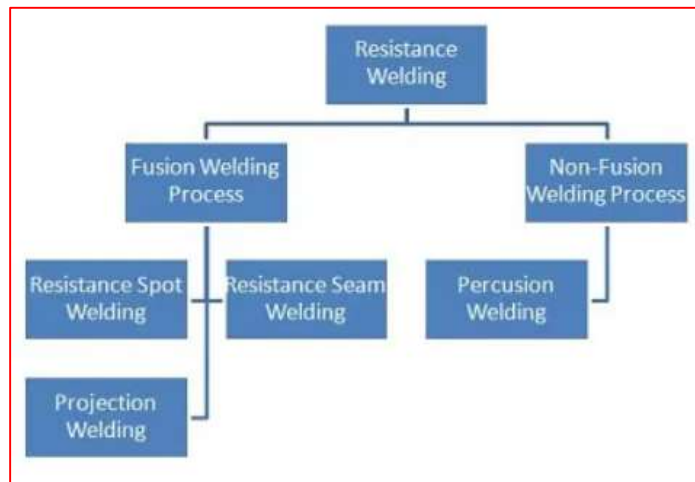 Resistance
Welding
Fusion Welding
Process
Non-Fusion
Welding Process
Resistance Spot
Welding
Resistance Seam
Welding
Percusion
Welding
Projection
Welding